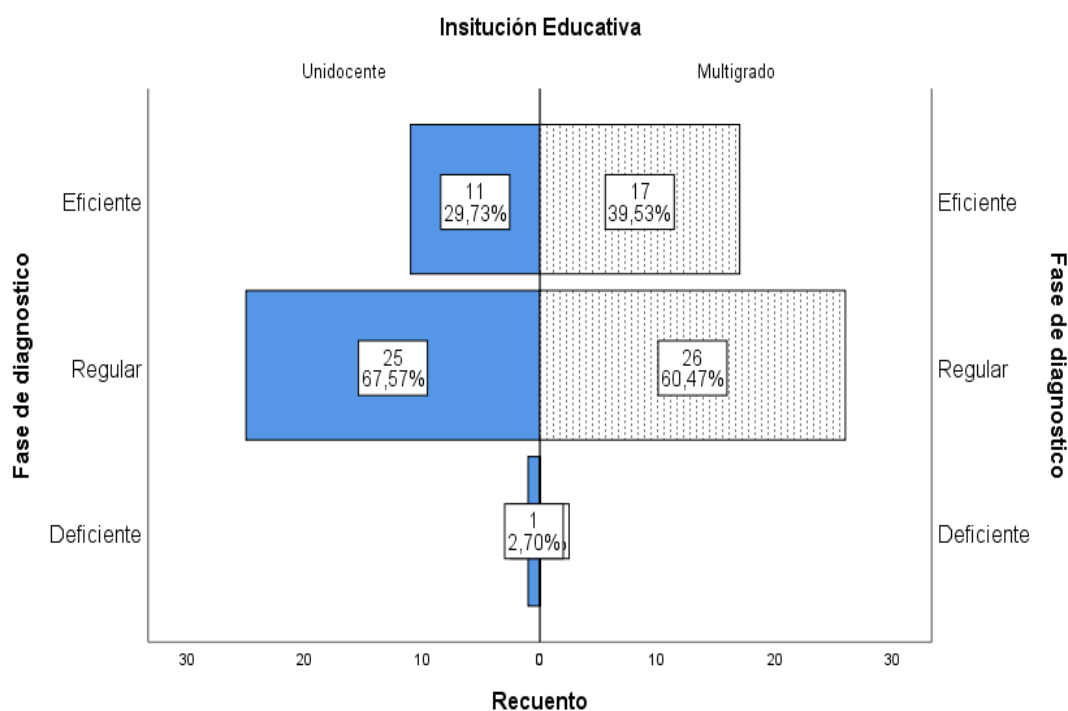 Insitución Educativa
Unidocente
Multigrado
Fase de diagnostico
Eficiente
11
29,73%
17
39,53%
Eficiente
Regular
25
67,57%
26
60,47%
Regular
Deficiente
1
2,70%
Deficiente
Fase de diagnostico
30
20
10
0
10
20
30
Recuento